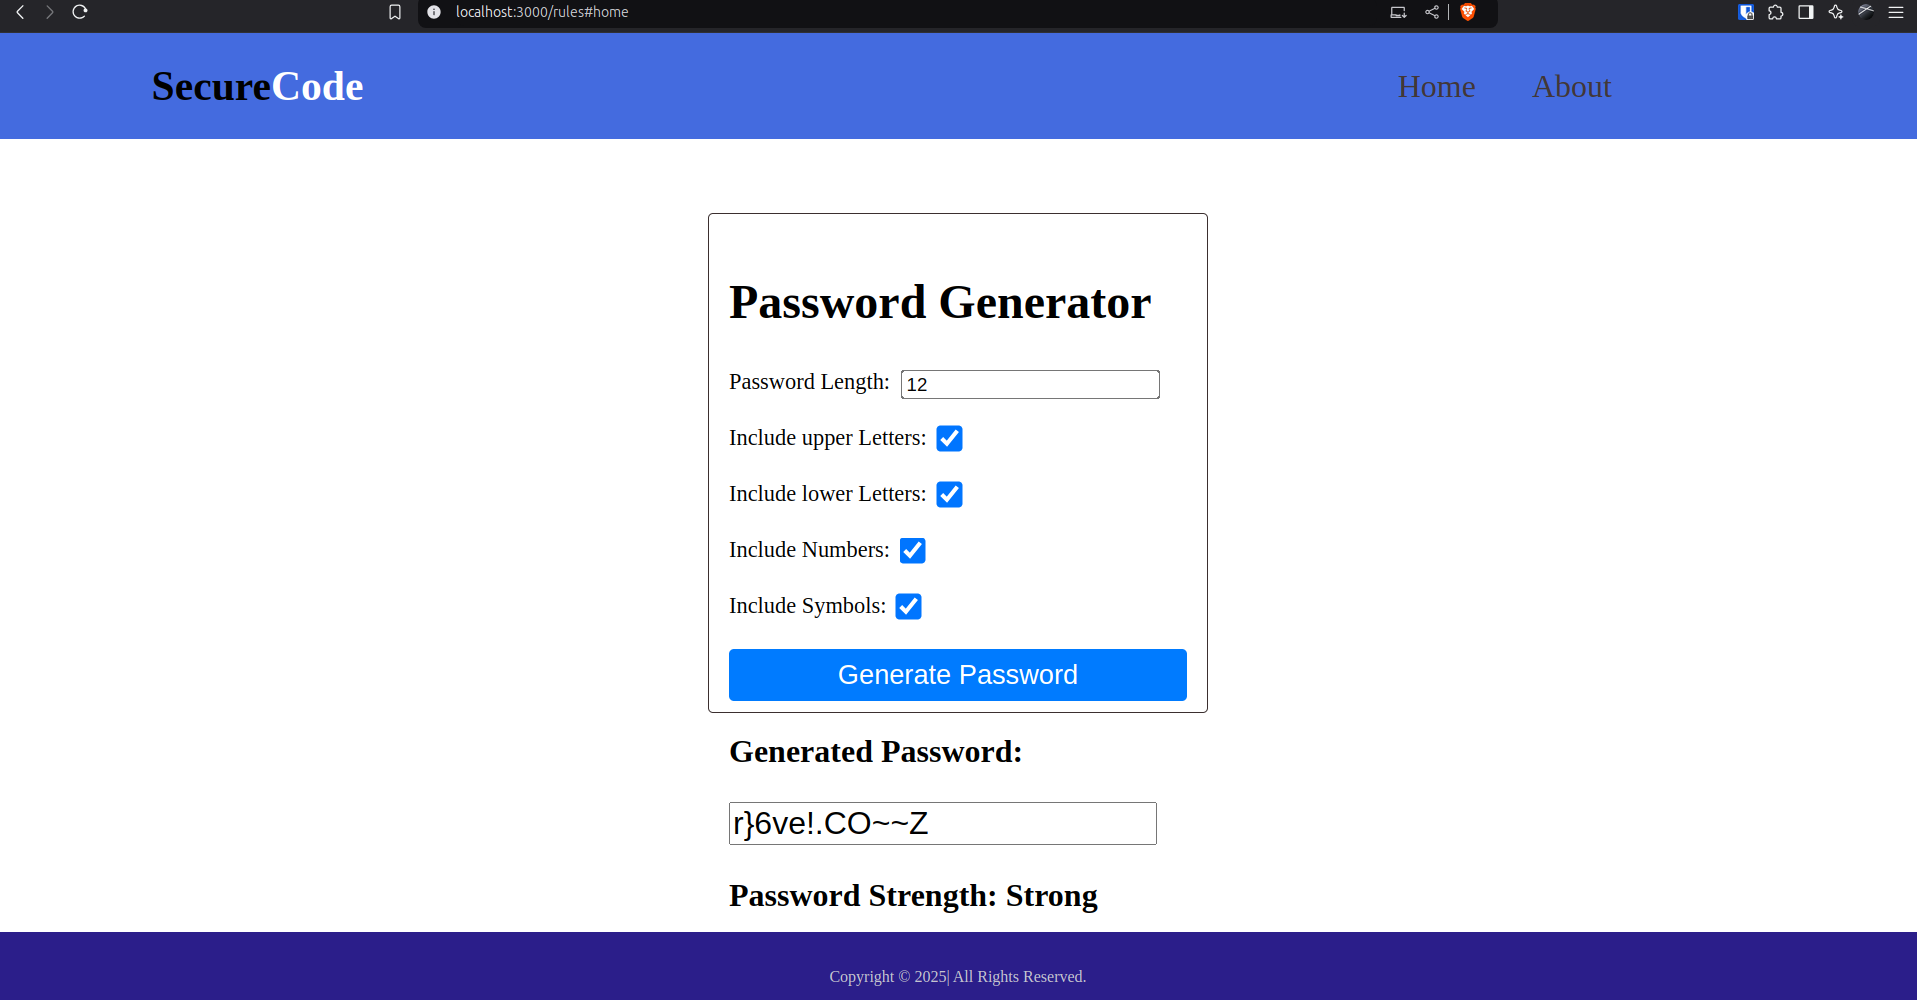 localhost:3000/rules#home
SecureCode
Home
About
Password Generator
Password Length: 12
Include upper Letters:
Include lower Letters:
Include Numbers:
Include Symbols:
Generate Password
Generated Password:
r}6ve!.CO~~Z
Password Strength: Strong
Copyright © 2025| All Rights Reserved.